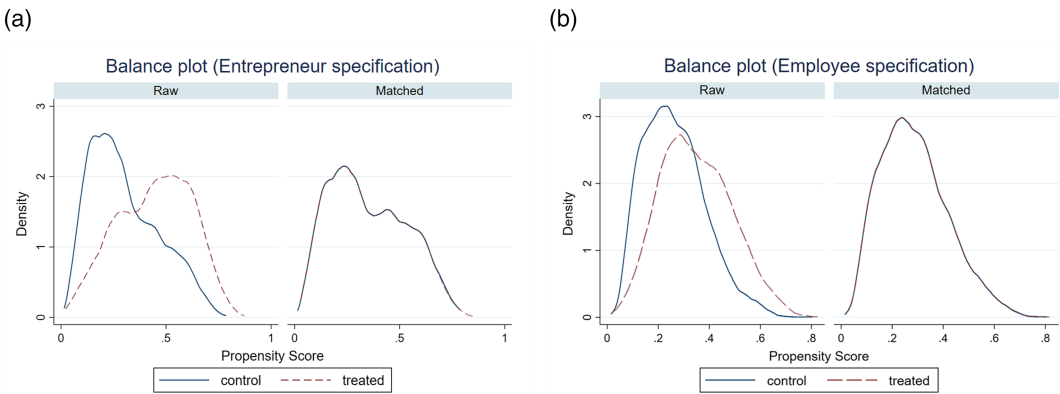 (a)
Balance plot (Entrepreneur specification)
Raw
Matched
3
2
1
0
Density
0
.5
1
0
.5
1
Propensity Score
control
treated
(b)
Balance plot (Employee specification)
Raw
Matched
3
2
1
0
Density
0
.2
.4
.6
.8
0
.2
.4
.6
.8
Propensity Score
control
treated